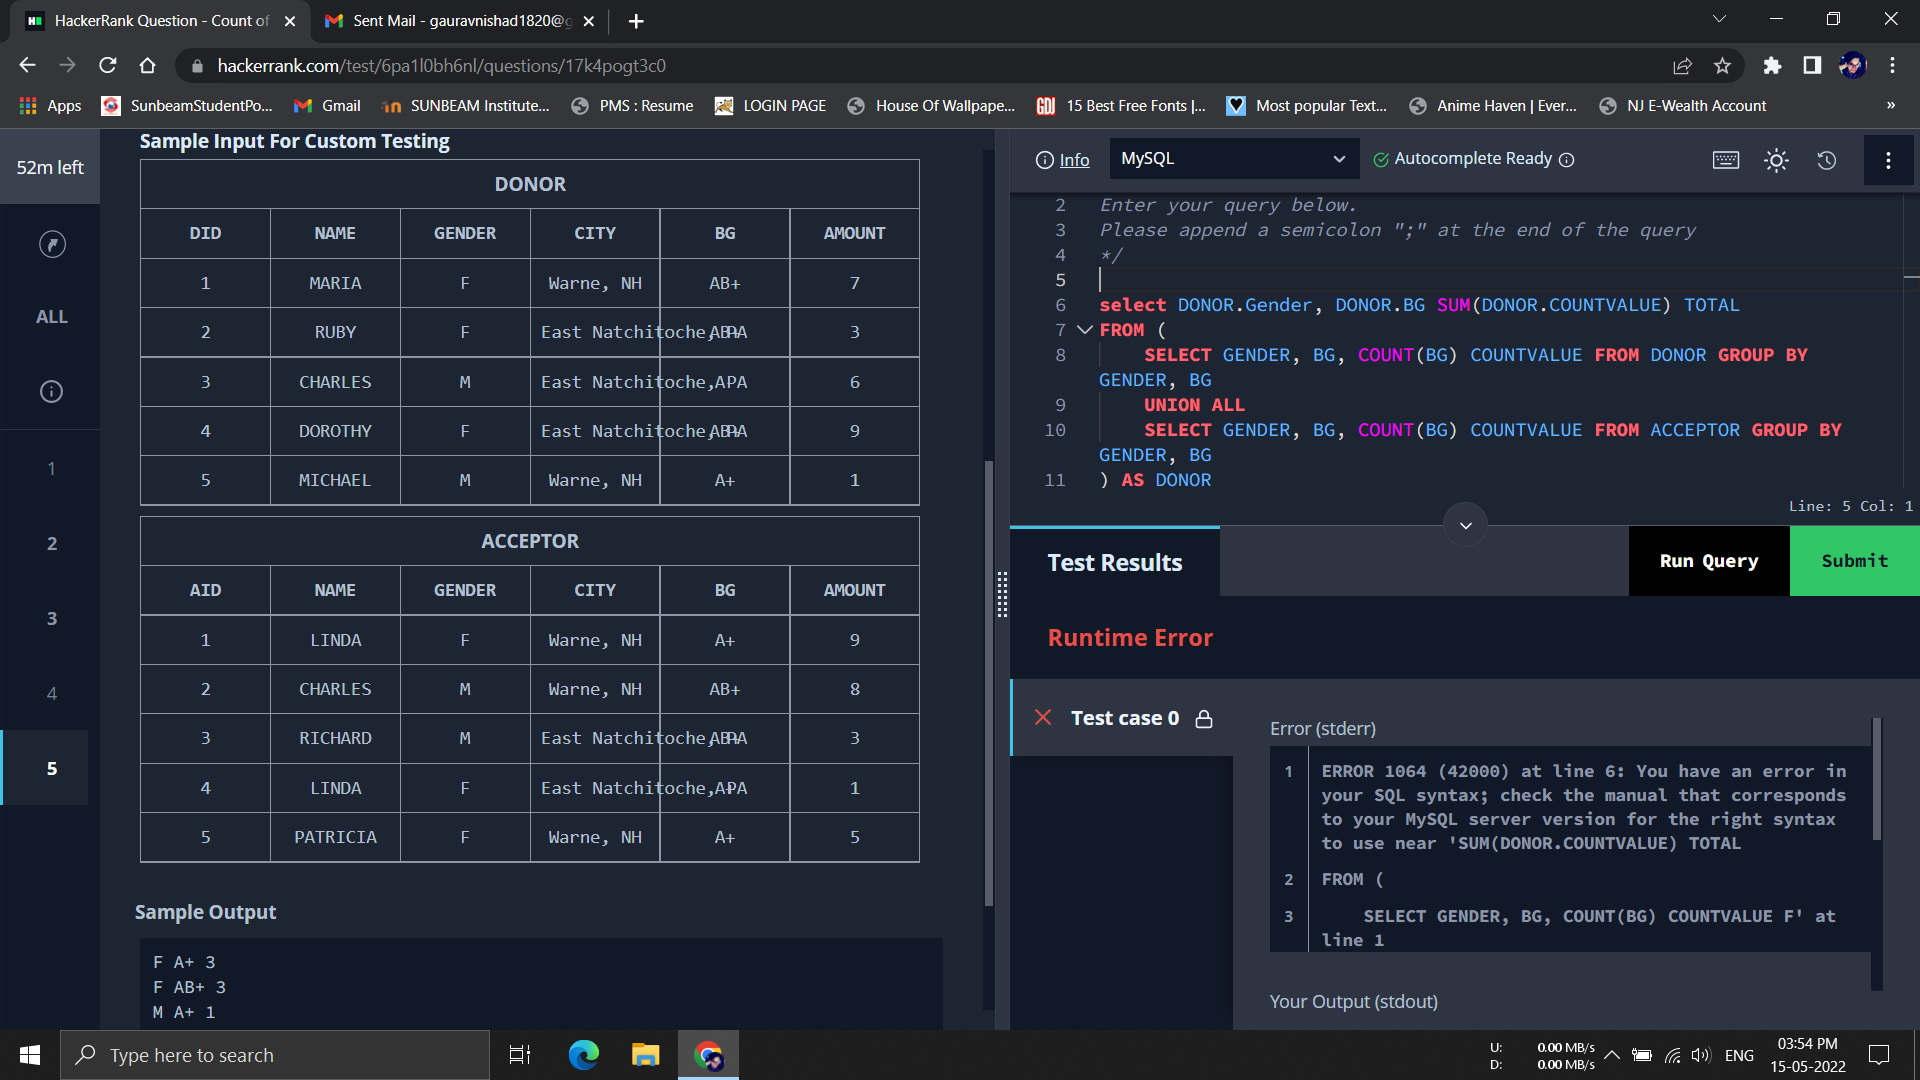 HackerRank Question - Count of
Sent Mail - gauravnishad1820@g
hackerrank.com/test/6pa1l0bh6nl/questions/17k4pogt3c0
Apps
SunbeamStudentPo...
Gmail
SUNBEAM Institute...
PMS : Resume
LOGIN PAGE
House Of Wallpape...
15 Best Free Fonts |...
Most popular Text...
Anime Haven | Ever...
NJ E-Wealth Account
»
52m left
ALL
1
2
3
4
5
Sample Input For Custom Testing
DONOR
DID NAME GENDER CITY BG AMOUNT
1 MARIA F Warne, NH AB+ 7
2 RUBY F East Natchitoche, PA AB+ 3
3 CHARLES M East Natchitoche, PA A+ 6
4 DOROTHY F East Natchitoche, PA AB+ 9
5 MICHAEL M Warne, NH A+ 1
ACCEPTOR
AID NAME GENDER CITY BG AMOUNT
1 LINDA F Warne, NH A+ 9
2 CHARLES M Warne, NH AB+ 8
3 RICHARD M East Natchitoche, PA AB+ 3
4 LINDA F East Natchitoche, PA A+ 1
5 PATRICIA F Warne, NH A+ 5
Sample Output
F A+ 3
F AB+ 3
M A+ 1
Info
MySQL
Autocomplete Ready
2 Enter your query below.
3 Please append a semicolon ";" at the end of the query
4 */
5
6 select DONOR.Gender, DONOR.BG SUM(DONOR.COUNTVALUE) TOTAL
7 FROM (
8 SELECT GENDER, BG, COUNT(BG) COUNTVALUE FROM DONOR GROUP BY
GENDER, BG
9 UNION ALL
10 SELECT GENDER, BG, COUNT(BG) COUNTVALUE FROM ACCEPTOR GROUP BY
GENDER, BG
11 ) AS DONOR
Line: 5 Col: 1
Test Results
Run Query
Submit
Runtime Error
Test case 0
Error (stderr)
1 ERROR 1064 (42000) at line 6: You have an error in
your SQL syntax; check the manual that corresponds
to your MySQL server version for the right syntax
to use near 'SUM(DONOR.COUNTVALUE) TOTAL
2 FROM (
3 SELECT GENDER, BG, COUNT(BG) COUNTVALUE F' at
line 1
Your Output (stdout)
Type here to search
U: 0.00 MB/s
D: 0.00 MB/s
ENG
03:54 PM
15-05-2022